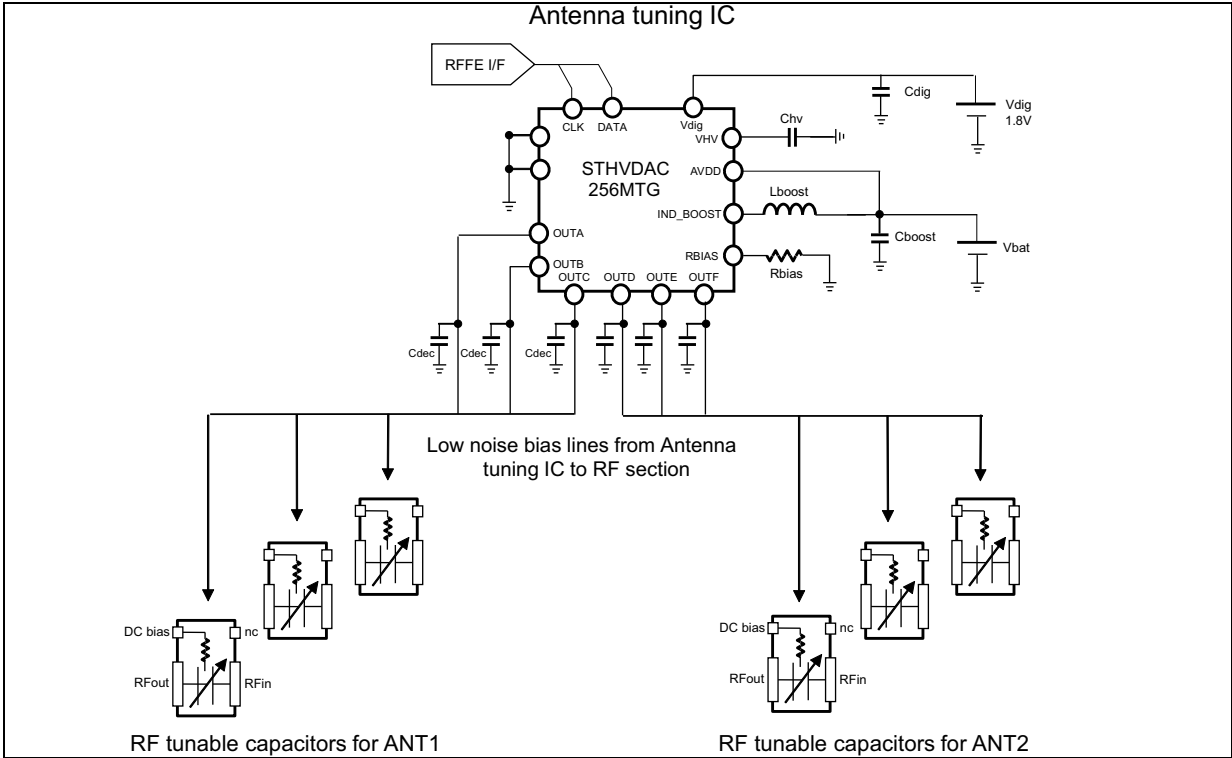 Antenna tuning IC
RFFE I/F
CLK
DATA
Vdig
Cdig
Vdig
1.8V
VHV
Chv
STHVDAC
256MTG
AVDD
Lboost
IND_BOOST
Cboost
Vbat
RBIAS
Rbias
OUTA
OUTB
OUTC
OUTD
OUTE
OUTF
Cdec
Cdec
Cdec
Low noise bias lines from Antenna
tuning IC to RF section
DC bias
nc
RFout
RFin
DC bias
nc
RFout
RFin
RF tunable capacitors for ANT1
RF tunable capacitors for ANT2